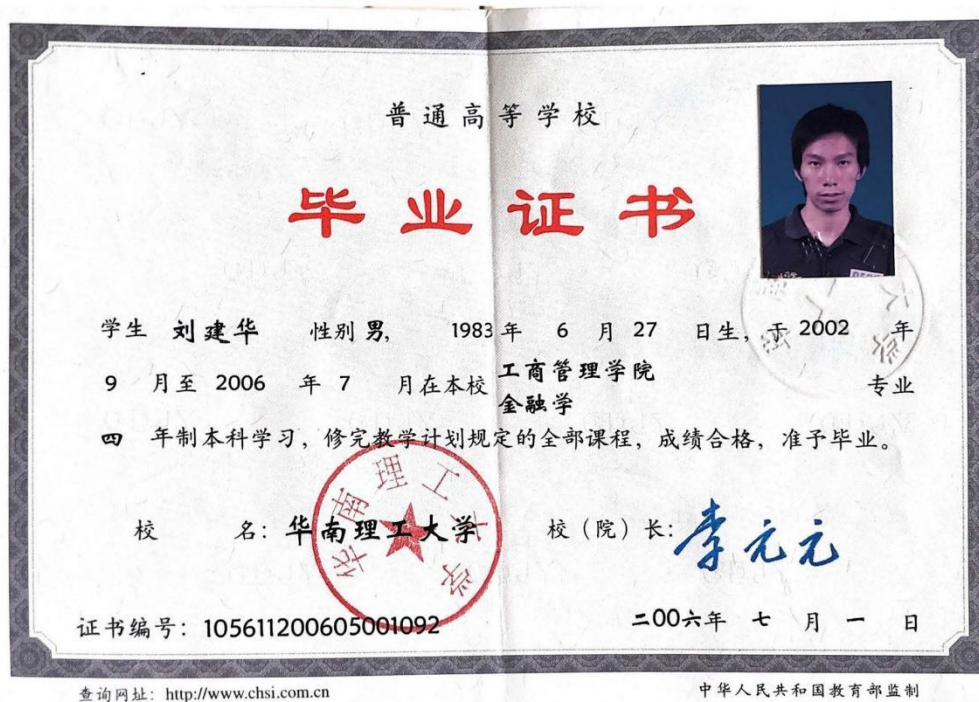 普通高等学校
毕业证书
学生 刘建华 性别 男, 1983 年 6 月 27 日生, 于 2002 年
9 月至 2006 年 7 月在本校 工商管理学院 金融学 专业
四 年制本科学习, 修完教学计划规定的全部课程, 成绩合格, 准予毕业。
华南理工大学
校 名: 华南理工大学 校(院)长: 李元元
证书编号: 105611200605001092 二00六年 七 月 一 日
查询网址: http://www.chsi.com.cn 中华人民共和国教育部监制